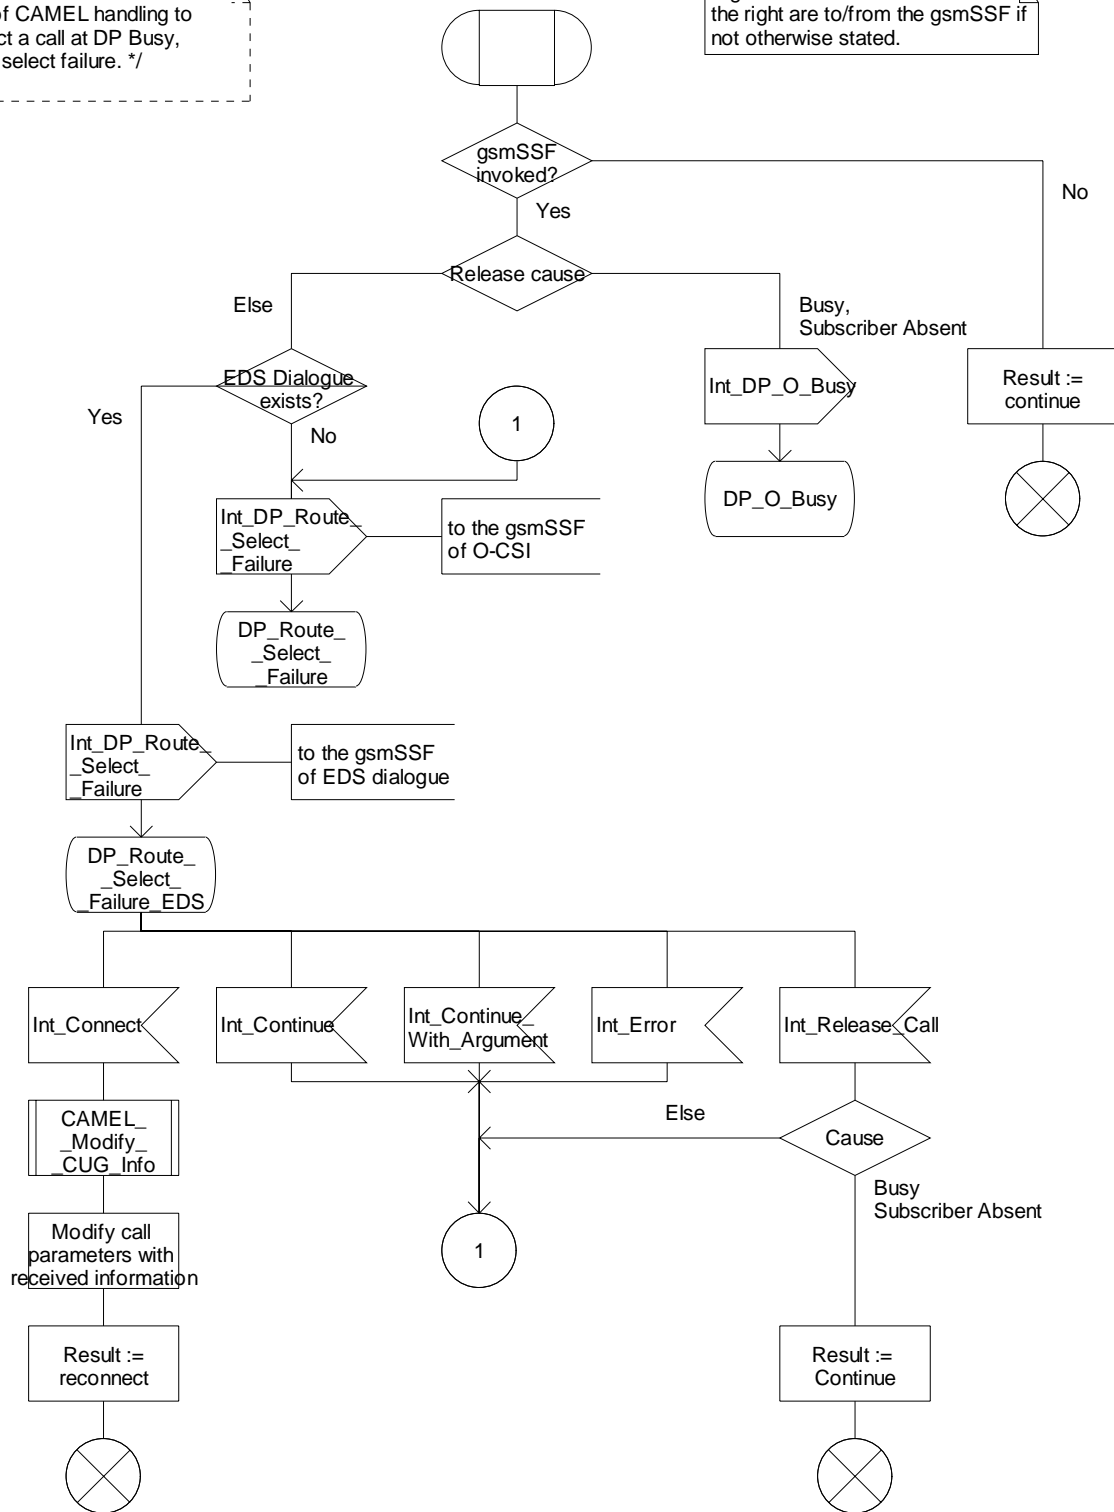 of CAMEL handling to
ct a call at DP Busy,
select failure. */
the right are to/from the gsmSSF if
not otherwise stated.
gsmSSF
invoked?
No
Yes
Release cause
Else
Busy,
Subscriber Absent
EDS Dialogue
exists?
Yes
No
1
Int_DP_O_Busy
Result :=
continue
DP_O_Busy
Int_DP_Route_
_Select_
_Failure
to the gsmSSF
of O-CSI
DP_Route_
_Select_
_Failure
Int_DP_Route_
_Select_
_Failure
to the gsmSSF
of EDS dialogue
DP_Route_
_Select_
_Failure_EDS
Int_Connect
Int_Continue
Int_Continue_
With_Argument
Int_Error
Int_Release_Call
CAMEL_
_Modify_
_CUG_Info
Else
Cause
Busy
Subscriber Absent
Modify call
parameters with
received information
1
Result :=
reconnect
Result :=
Continue